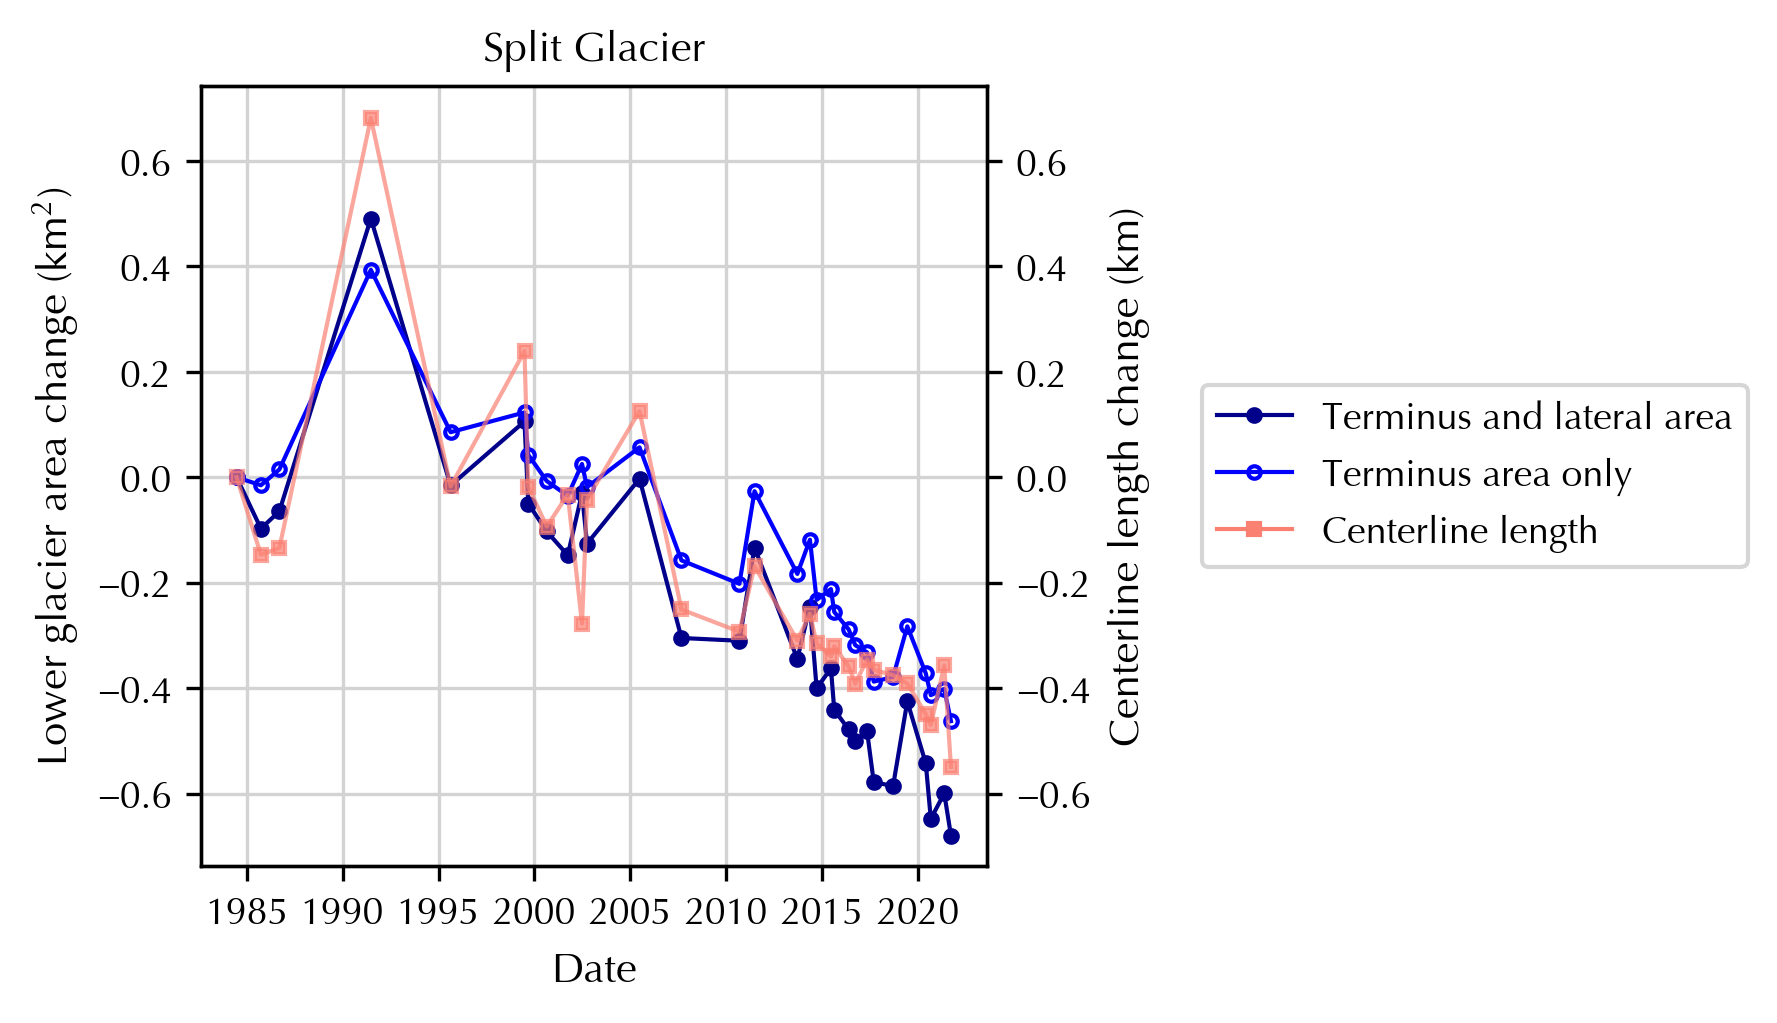 Split Glacier
Lower glacier area change (km²)
0.6
0.4
0.2
0.0
−0.2
−0.4
−0.6
0.6
0.4
0.2
0.0
−0.2
−0.4
−0.6
Centerline length change (km)
1985 1990 1995 2000 2005 2010 2015 2020
Date
Terminus and lateral area
Terminus area only
Centerline length